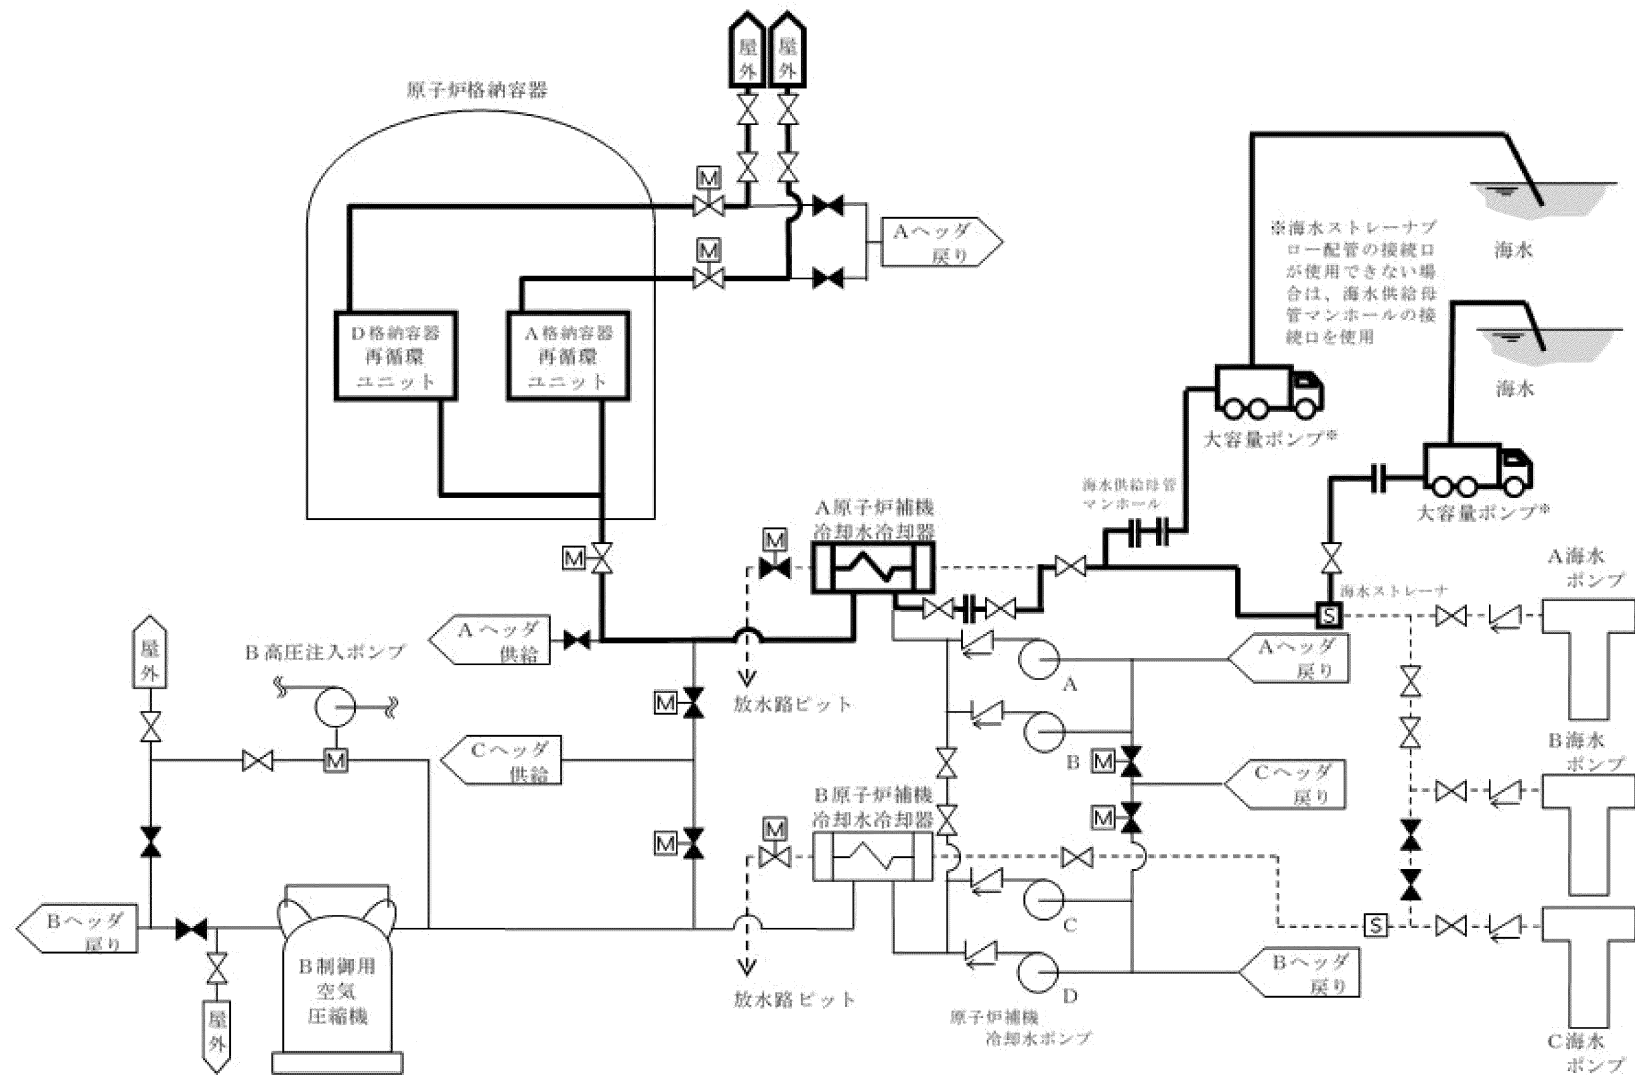 屋外
屋外
原子炉格納容器
M
M
Aヘッダ
戻り
※海水ストレーナブ
ロー配管の接続口
が使用できない場
合は、海水供給母
管マンホールの接
続口を使用
海水
海水
D格納容器
再循環
ユニット
A格納容器
再循環
ユニット
大容量ポンプ※
大容量ポンプ※
海水供給母管
マンホール
A原子炉補機
冷却水冷却器
M
M
A海水
ポンプ
海水ストレーナ
S
Aヘッダ
供給
屋外
B高圧注入ポンプ
M
放水路ピット
A
Aヘッダ
戻り
B
M
Cヘッダ
供給
M
Cヘッダ
戻り
B海水
ポンプ
B原子炉補機
冷却水冷却器
M
M
M
C
S
Bヘッダ
戻り
B制御用
空気
圧縮機
屋外
放水路ピット
D
Bヘッダ
戻り
原子炉補機
冷却水ポンプ
C海水
ポンプ